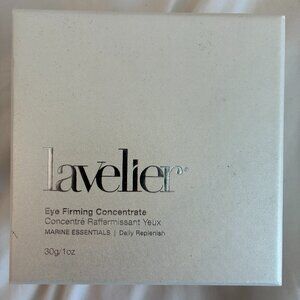 lavelier®
Eye Firming Concentrate
Concentré Raffermissant Yeux
MARINE ESSENTIALS | Daily Replenish
30g/1oz